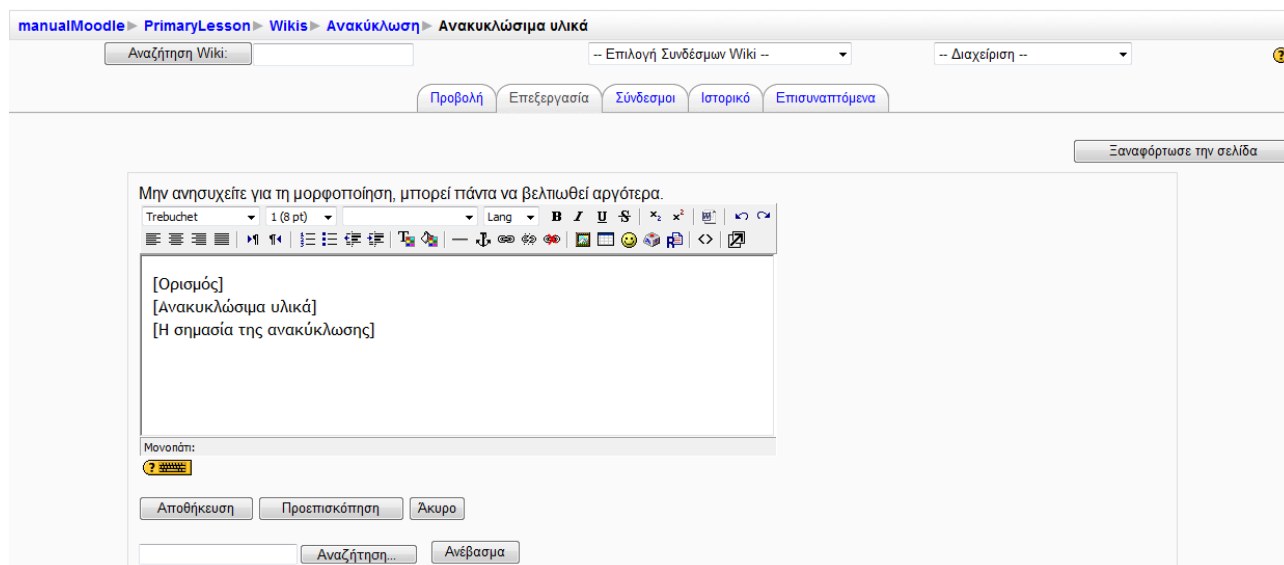 manualMoodle ► PrimaryLesson ► Wikis ► Ανακύκλωση ► Ανακυκλώσιμα υλικά
Αναζήτηση Wiki: -- Επιλογή Συνδέσμων Wiki -- -- Διαχείριση --
Προβολή Επεξεργασία Σύνδεσμοι Ιστορικό Επισυναπτόμενα
Ξαναφόρτωσε την σελίδα
Μην ανησυχείτε για τη μορφοποίηση, μπορεί πάντα να βελτιωθεί αργότερα.
Trebuchet 1 (8 pt) Lang B I U S x₂ x²
[Ορισμός]
[Ανακυκλώσιμα υλικά]
[Η σημασία της ανακύκλωσης]
Μονοπάτι:
Αποθήκευση Προεπισκόπηση Άκυρο
Αναζήτηση... Ανέβασμα